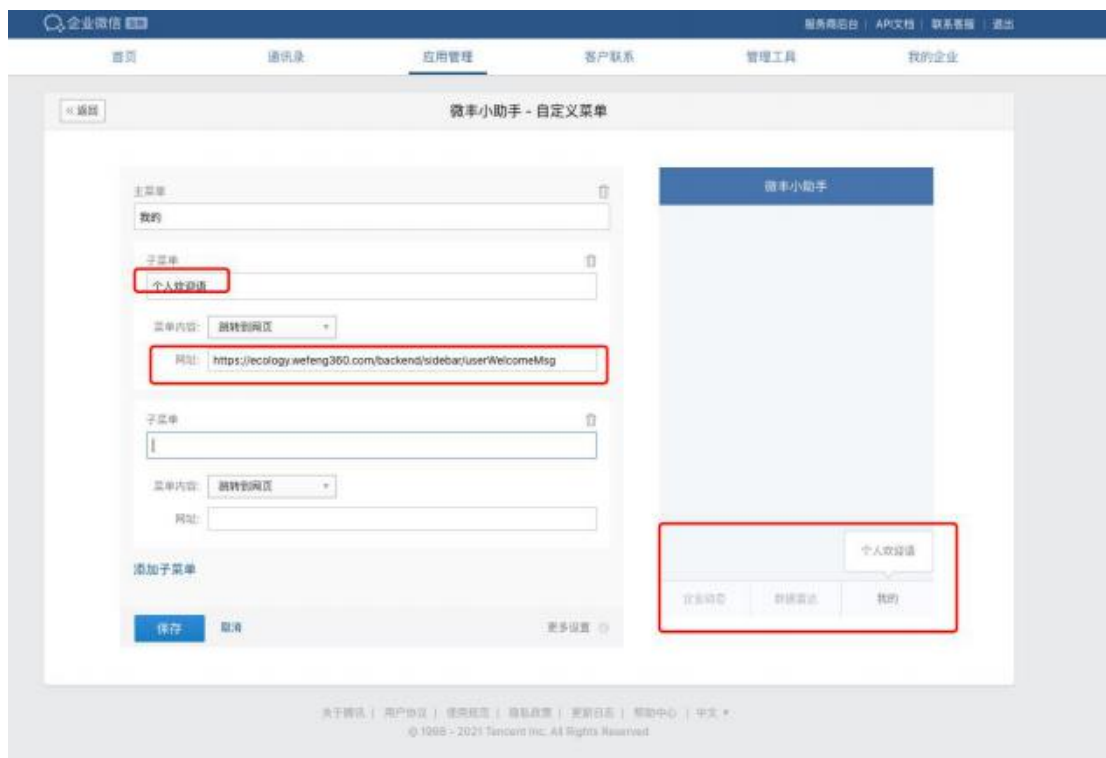 企业微信
服务商后台 | API文档 | 联系客服 | 退出
首页 通讯录 应用管理 客户联系 管理工具 我的企业
« 返回
微丰小助手 - 自定义菜单
主菜单
我的
子菜单
个人欢迎语
菜单内容: 跳转到网页
网址: https://ecology.wefeng360.com/backend/sidebar/userWelcomeMsg
子菜单
菜单内容: 跳转到网页
网址:
添加子菜单
保存 取消 更多设置
微丰小助手
个人欢迎语
企业动态 数据雷达 我的
关于腾讯 | 用户协议 | 使用规范 | 隐私政策 | 更新日志 | 帮助中心 | 中文
© 1998 - 2021 Tencent Inc. All Rights Reserved